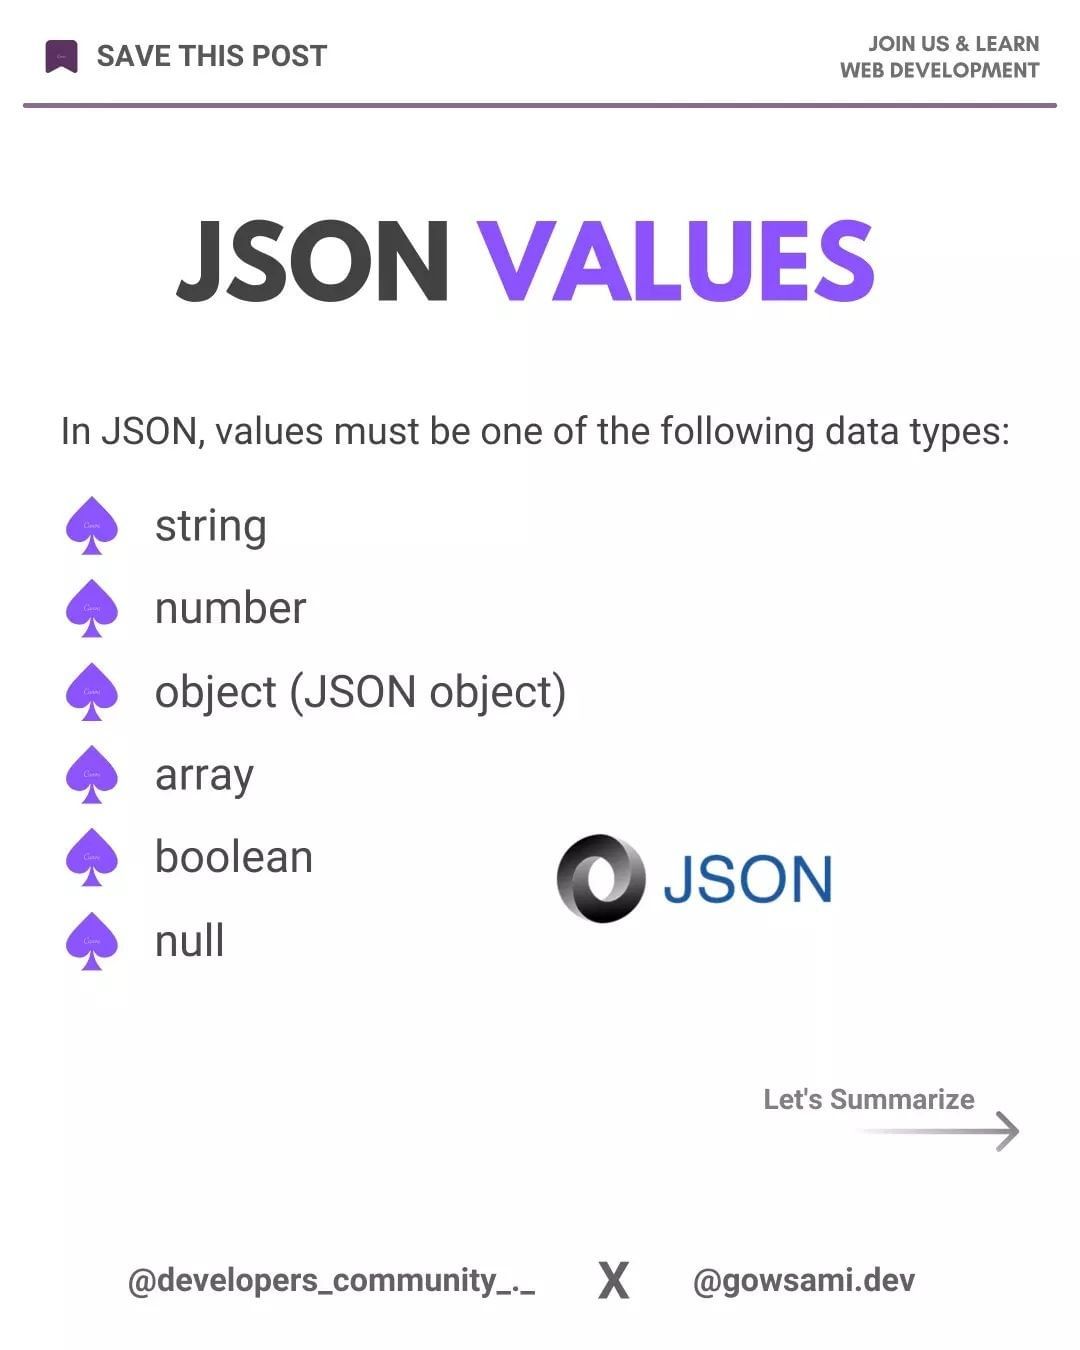 SAVE THIS POST
JOIN US & LEARN
WEB DEVELOPMENT
JSON VALUES
In JSON, values must be one of the following data types:
string
number
object (JSON object)
array
boolean
null
JSON
Let's Summarize
@developers_community_._ X @gowsami.dev